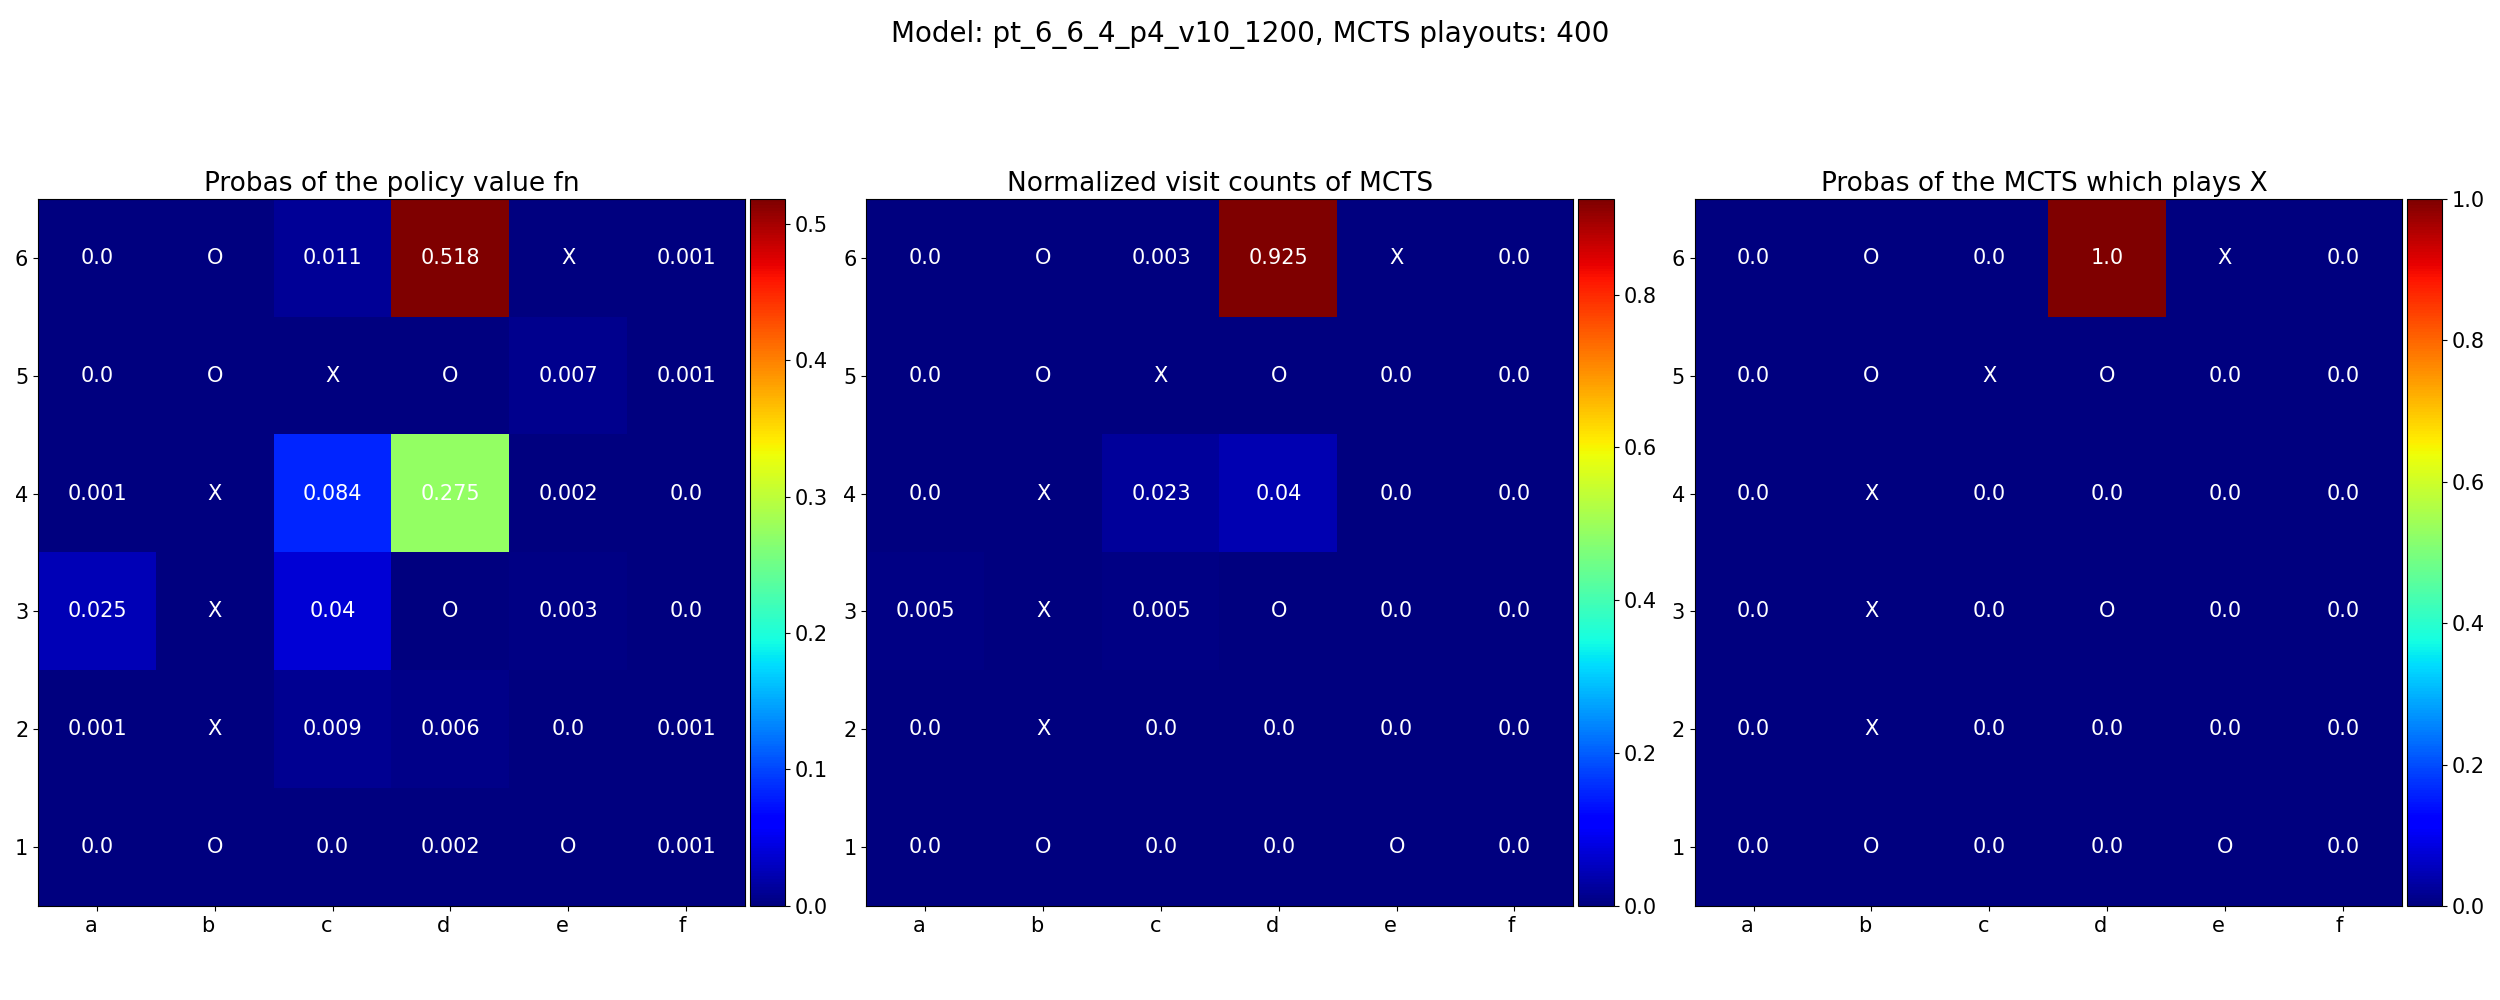 Model: pt_6_6_4_p4_v10_1200, MCTS playouts: 400
Probas of the policy value fn
6 0.0 O 0.011 0.518 X 0.001
5 0.0 O X O 0.007 0.001
4 0.001 X 0.084 0.275 0.002 0.0
3 0.025 X 0.04 O 0.003 0.0
2 0.001 X 0.009 0.006 0.0 0.001
1 0.0 O 0.0 0.002 O 0.001
a b c d e f
0.5
0.4
0.3
0.2
0.1
0.0
Normalized visit counts of MCTS
6 0.0 O 0.003 0.925 X 0.0
5 0.0 O X O 0.0 0.0
4 0.0 X 0.023 0.04 0.0 0.0
3 0.005 X 0.005 O 0.0 0.0
2 0.0 X 0.0 0.0 0.0 0.0
1 0.0 O 0.0 0.0 O 0.0
a b c d e f
0.8
0.6
0.4
0.2
0.0
Probas of the MCTS which plays X
6 0.0 O 0.0 1.0 X 0.0
5 0.0 O X O 0.0 0.0
4 0.0 X 0.0 0.0 0.0 0.0
3 0.0 X 0.0 O 0.0 0.0
2 0.0 X 0.0 0.0 0.0 0.0
1 0.0 O 0.0 0.0 O 0.0
a b c d e f
1.0
0.8
0.6
0.4
0.2
0.0